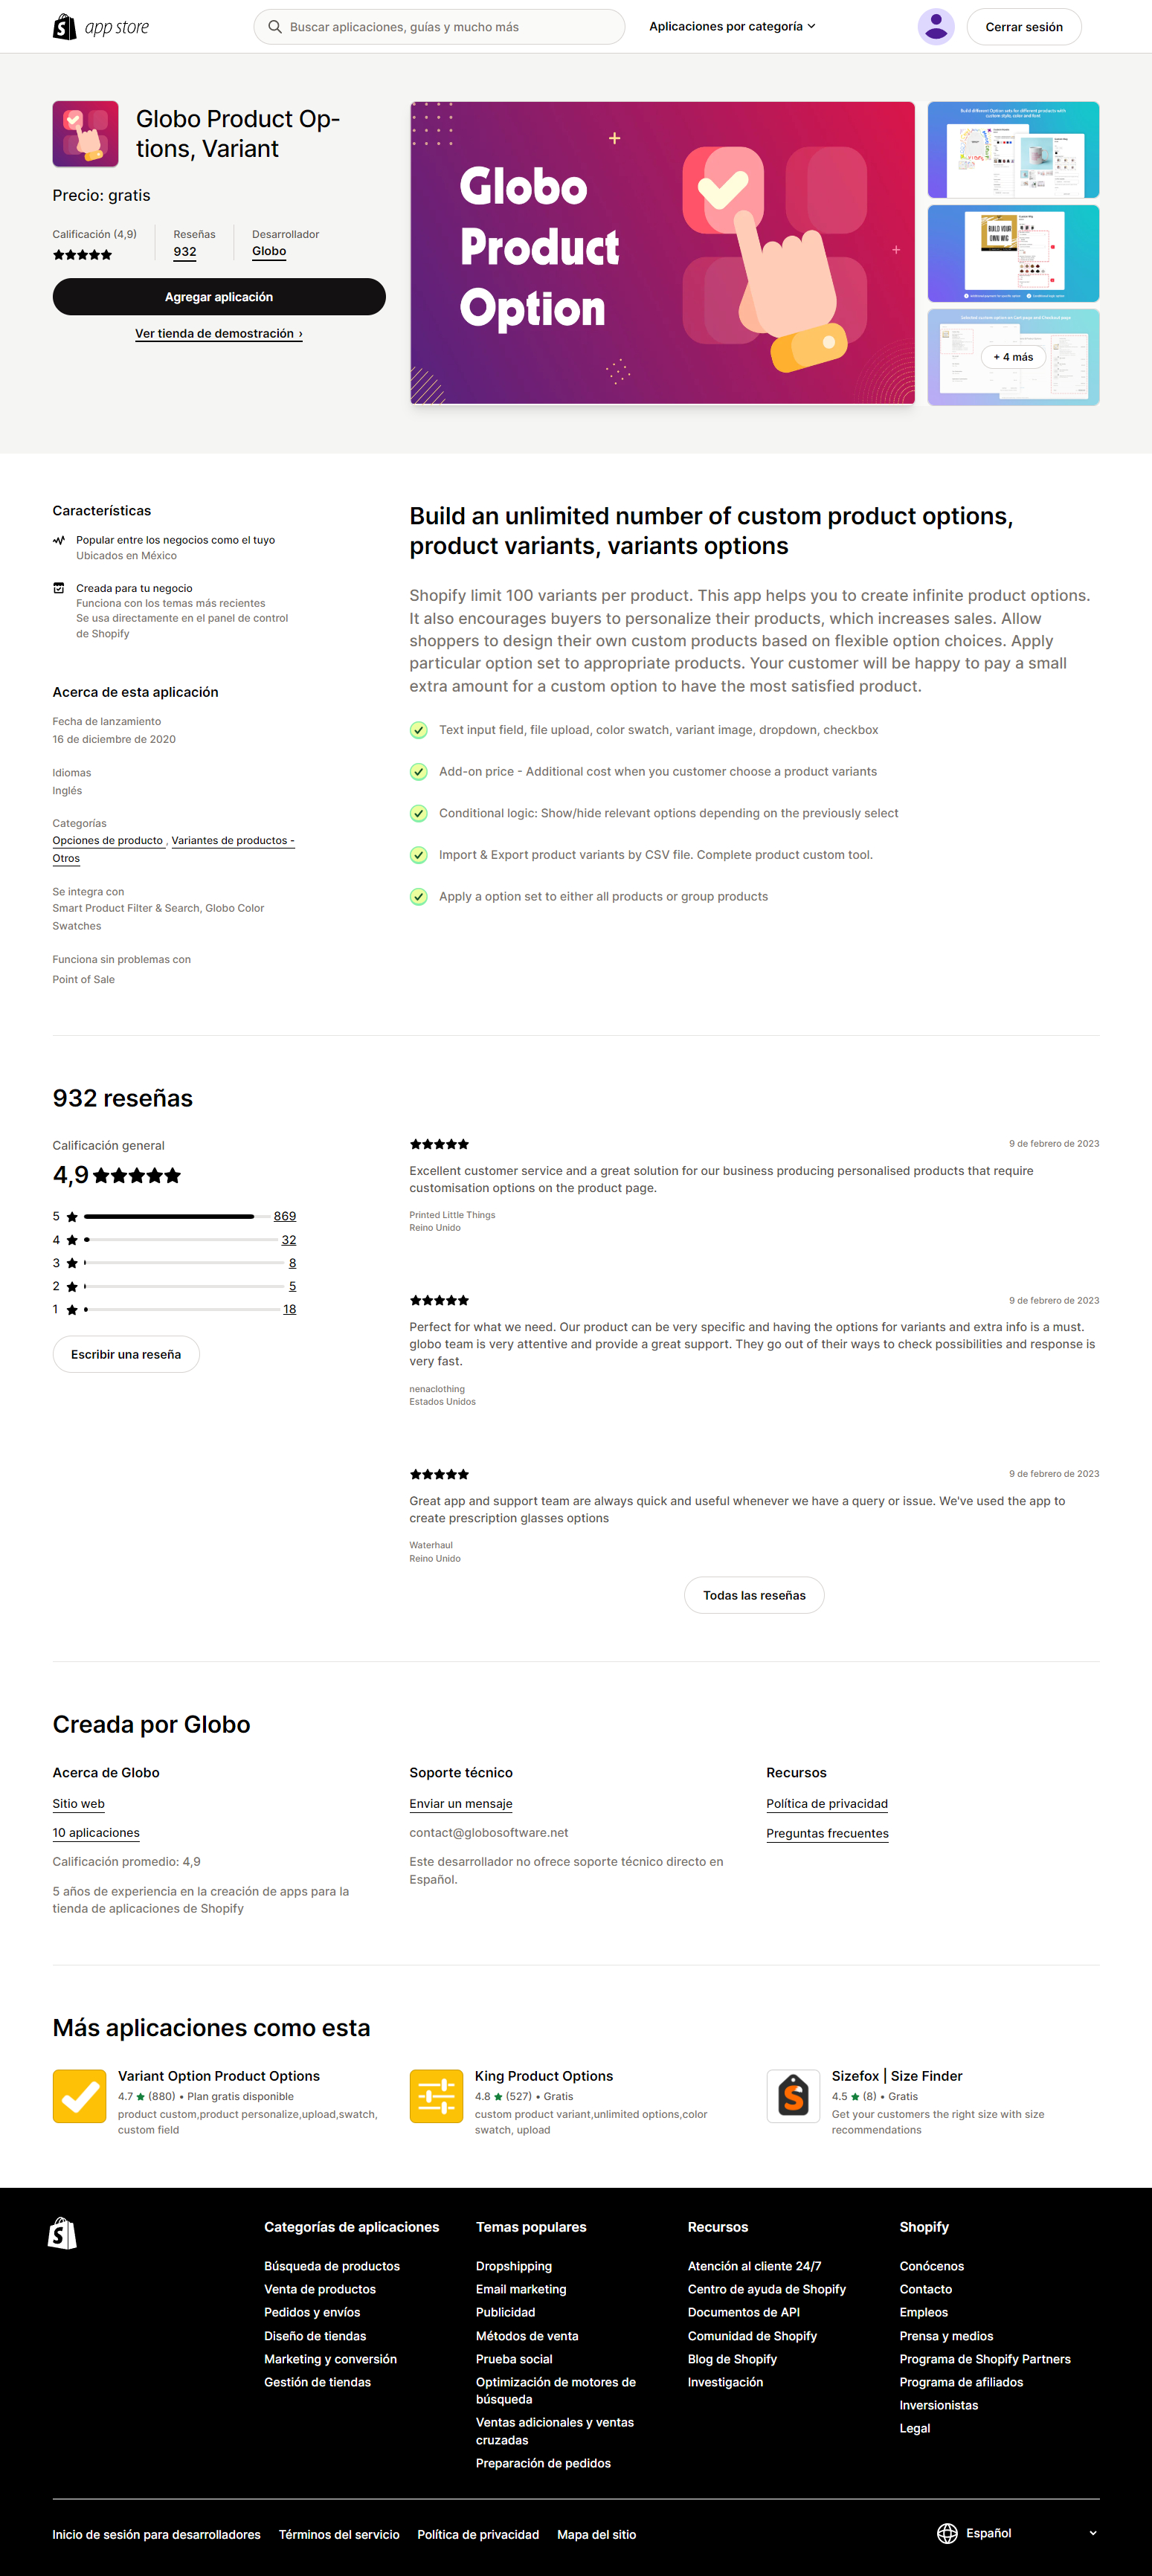 app store
Buscar aplicaciones, guías y mucho más
Aplicaciones por categoría
Cerrar sesión
Globo Product Op-
tions, Variant
Precio: gratis
Calificación (4,9)
Reseñas
932
Desarrollador
Globo
Agregar aplicación
Ver tienda de demostración ›
Globo
Product
Option
Build different Option sets for different products with
custom style, color and font
BUILD YOUR
OWN WIG
Selected custom option on Cart page and Checkout page
+ 4 más
Características
Popular entre los negocios como el tuyo
Ubicados en México
Creada para tu negocio
Funciona con los temas más recientes
Se usa directamente en el panel de control
de Shopify
Acerca de esta aplicación
Fecha de lanzamiento
16 de diciembre de 2020
Idiomas
Inglés
Categorías
Opciones de producto , Variantes de productos -
Otros
Se integra con
Smart Product Filter & Search, Globo Color
Swatches
Funciona sin problemas con
Point of Sale
Build an unlimited number of custom product options,
product variants, variants options
Shopify limit 100 variants per product. This app helps you to create infinite product options.
It also encourages buyers to personalize their products, which increases sales. Allow
shoppers to design their own custom products based on flexible option choices. Apply
particular option set to appropriate products. Your customer will be happy to pay a small
extra amount for a custom option to have the most satisfied product.
Text input field, file upload, color swatch, variant image, dropdown, checkbox
Add-on price - Additional cost when you customer choose a product variants
Conditional logic: Show/hide relevant options depending on the previously select
Import & Export product variants by CSV file. Complete product custom tool.
Apply a option set to either all products or group products
932 reseñas
Calificación general
4,9
5 869
4 32
3 8
2 5
1 18
Escribir una reseña
9 de febrero de 2023
Excellent customer service and a great solution for our business producing personalised products that require
customisation options on the product page.
Printed Little Things
Reino Unido
9 de febrero de 2023
Perfect for what we need. Our product can be very specific and having the options for variants and extra info is a must.
globo team is very attentive and provide a great support. They go out of their ways to check possibilities and response is
very fast.
nenaclothing
Estados Unidos
9 de febrero de 2023
Great app and support team are always quick and useful whenever we have a query or issue. We've used the app to
create prescription glasses options
Waterhaul
Reino Unido
Todas las reseñas
Creada por Globo
Acerca de Globo
Sitio web
10 aplicaciones
Calificación promedio: 4,9
5 años de experiencia en la creación de apps para la
tienda de aplicaciones de Shopify
Soporte técnico
Enviar un mensaje
contact@globosoftware.net
Este desarrollador no ofrece soporte técnico directo en
Español.
Recursos
Política de privacidad
Preguntas frecuentes
Más aplicaciones como esta
Variant Option Product Options
4.7 ★ (880) • Plan gratis disponible
product custom,product personalize,upload,swatch,
custom field
King Product Options
4.8 ★ (527) • Gratis
custom product variant,unlimited options,color
swatch, upload
Sizefox | Size Finder
4.5 ★ (8) • Gratis
Get your customers the right size with size
recommendations
Categorías de aplicaciones
Búsqueda de productos
Venta de productos
Pedidos y envíos
Diseño de tiendas
Marketing y conversión
Gestión de tiendas
Temas populares
Dropshipping
Email marketing
Publicidad
Métodos de venta
Prueba social
Optimización de motores de
búsqueda
Ventas adicionales y ventas
cruzadas
Preparación de pedidos
Recursos
Atención al cliente 24/7
Centro de ayuda de Shopify
Documentos de API
Comunidad de Shopify
Blog de Shopify
Investigación
Shopify
Conócenos
Contacto
Empleos
Prensa y medios
Programa de Shopify Partners
Programa de afiliados
Inversionistas
Legal
Inicio de sesión para desarrolladores
Términos del servicio
Política de privacidad
Mapa del sitio
Español